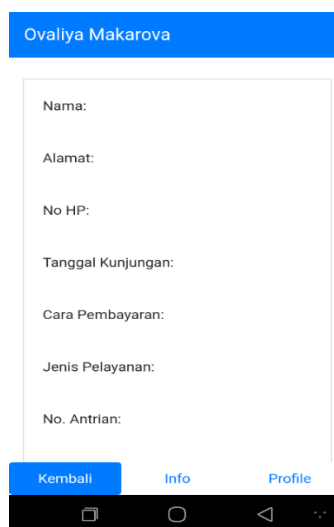 Ovaliya Makarova
Nama:
Alamat:
No HP:
Tanggal Kunjungan:
Cara Pembayaran:
Jenis Pelayanan:
No. Antrian:
Kembali Info Profile